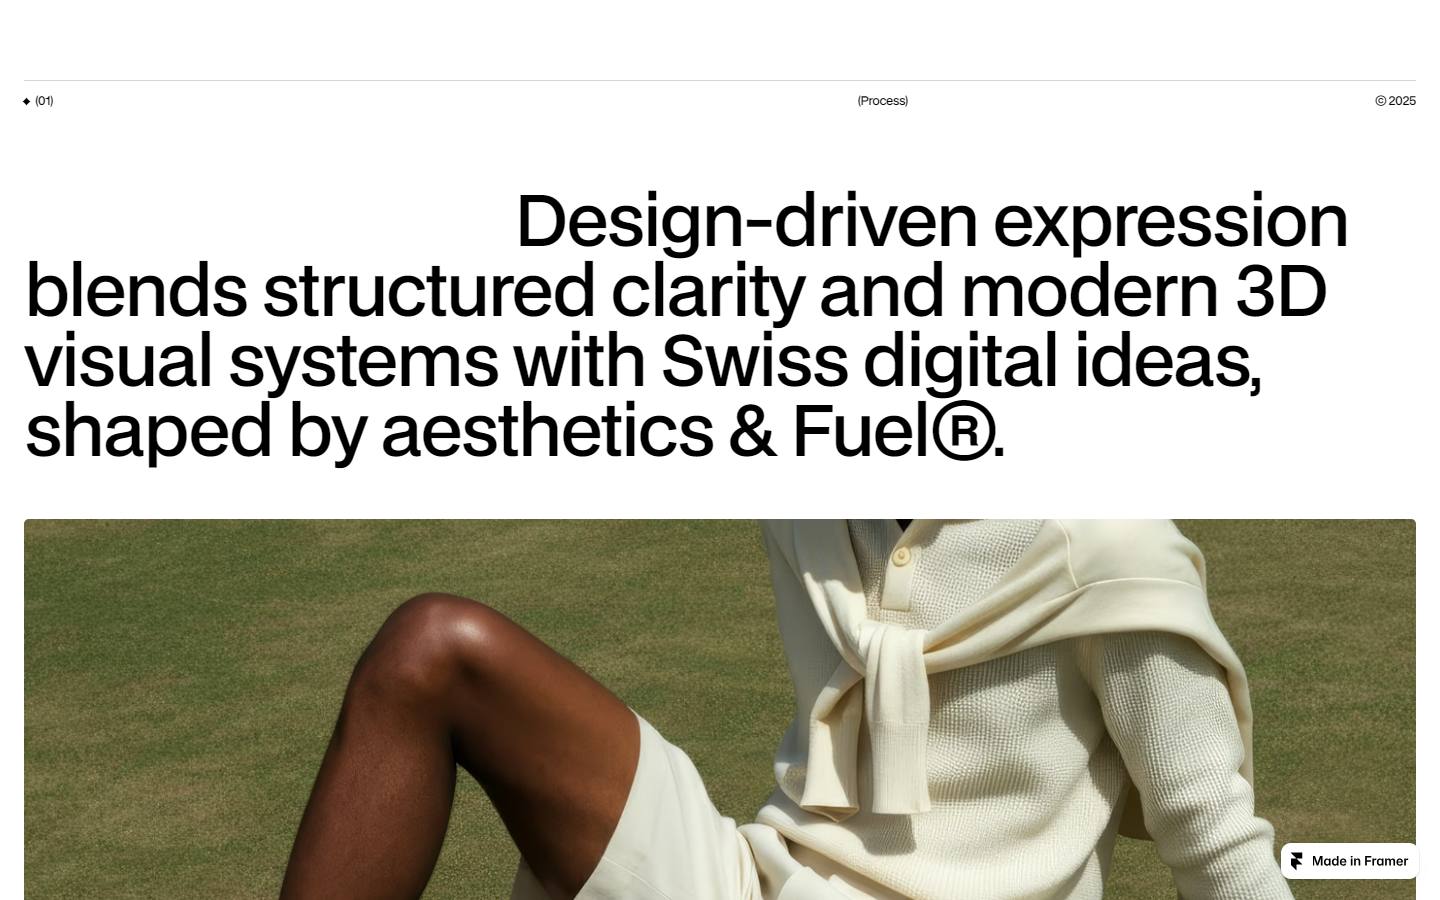 (01)
(Process)
© 2025
Design-driven expression
blends structured clarity and modern 3D
visual systems with Swiss digital ideas,
shaped by aesthetics & Fuel®.
Made in Framer